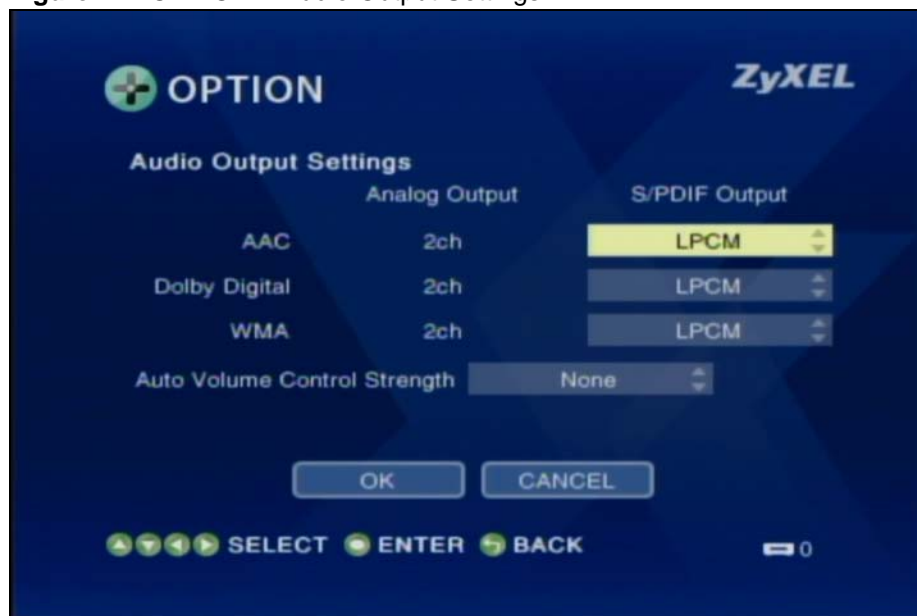 OPTION
ZyXEL
Audio Output Settings
Analog Output S/PDIF Output
AAC 2ch LPCM
Dolby Digital 2ch LPCM
WMA 2ch LPCM
Auto Volume Control Strength None
OK CANCEL
SELECT ENTER BACK 0